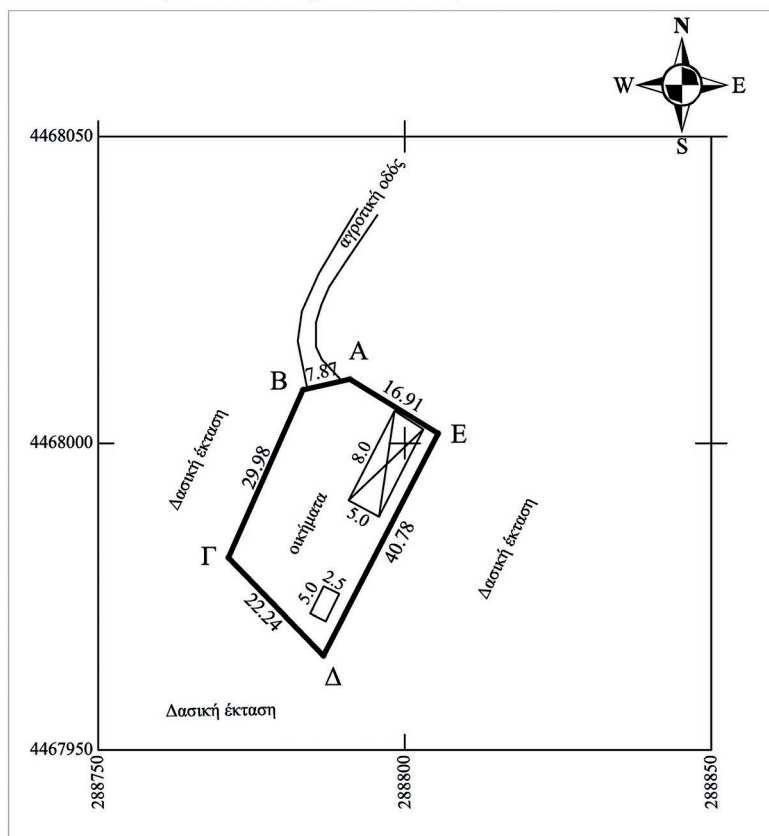 N
W E
S
4468050
αγροτική οδός
A
7.87
B
16.91
E
4468000
8.0
29.98
Δασική έκταση
5.0
οικήματα
40.78
Δασική έκταση
Γ
2.5
5.0
22.24
Δ
Δασική έκταση
4467950
288750
288800
288850